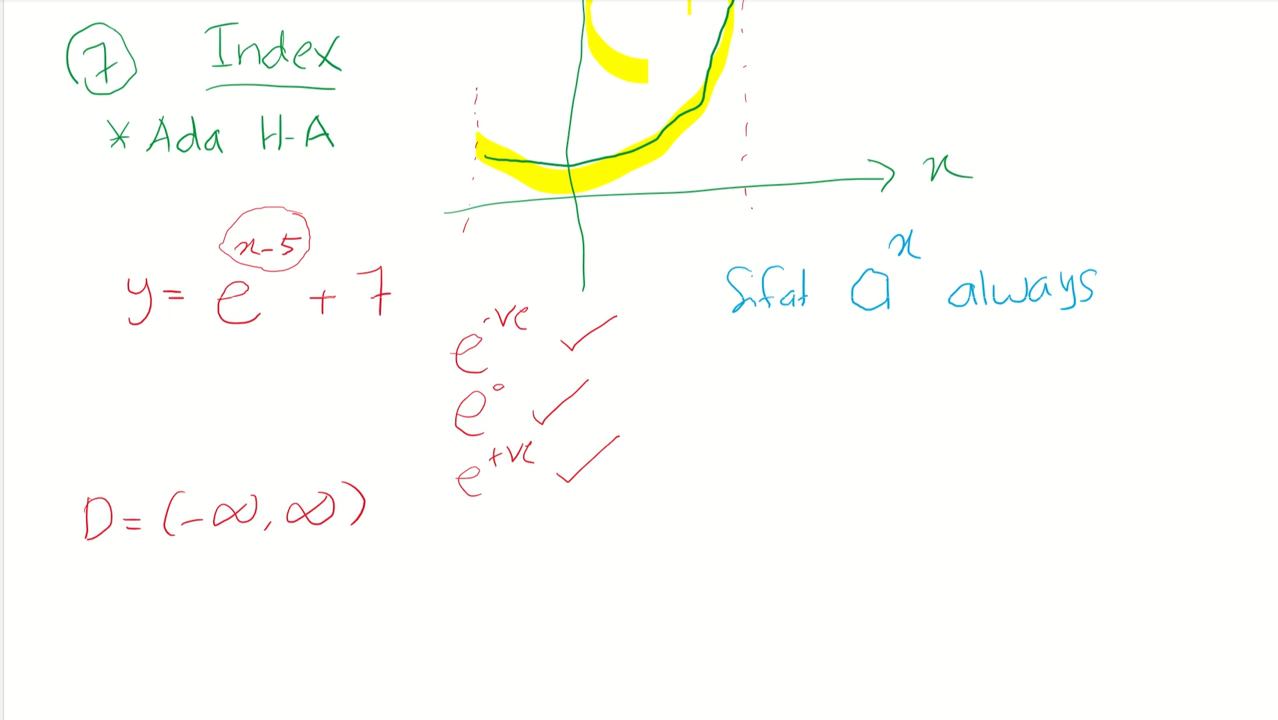 7 Index
* Ada H-A
x
y = e^(x-5) + 7
Sifat a^x always
e^-ve ✓
e^0 ✓
e^+ve ✓
D = (-∞, ∞)